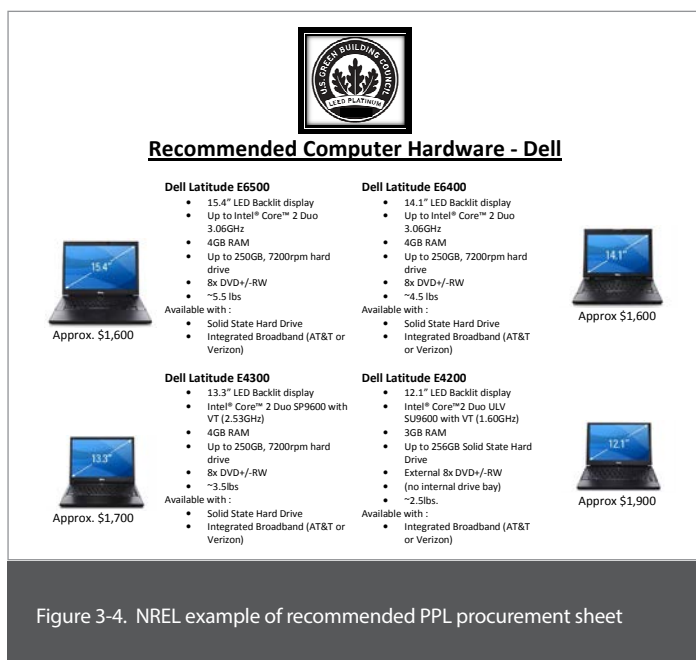 U.S. GREEN BUILDING COUNCIL
LEED PLATINUM
Recommended Computer Hardware - Dell
Dell Latitude E6500
• 15.4” LED Backlit display
• Up to Intel® Core™ 2 Duo
3.06GHz
• 4GB RAM
• Up to 250GB, 7200rpm hard
drive
• 8x DVD+/-RW
• ~5.5 lbs
Available with :
• Solid State Hard Drive
• Integrated Broadband (AT&T or
Verizon)
15.4"
Approx. $1,600
Dell Latitude E6400
• 14.1” LED Backlit display
• Up to Intel® Core™ 2 Duo
3.06GHz
• 4GB RAM
• Up to 250GB, 7200rpm hard
drive
• 8x DVD+/-RW
• ~4.5 lbs
Available with :
• Solid State Hard Drive
• Integrated Broadband (AT&T
or Verizon)
14.1"
Approx. $1,600
Dell Latitude E4300
• 13.3” LED Backlit display
• Intel® Core™ 2 Duo SP9600 with
VT (2.53GHz)
• 4GB RAM
• Up to 250GB, 7200rpm hard
drive
• 8x DVD+/-RW
• ~3.5lbs
Available with :
• Solid State Hard Drive
• Integrated Broadband (AT&T or
Verizon)
13.3"
Approx. $1,700
Dell Latitude E4200
• 12.1” LED Backlit display
• Intel® Core™2 Duo ULV
SU9600 with VT (1.60GHz)
• 3GB RAM
• Up to 256GB Solid State Hard
Drive
• External 8x DVD+/-RW
• (no internal drive bay)
• ~2.5lbs.
Available with :
• Integrated Broadband (AT&T
or Verizon)
12.1"
Approx $1,900
Figure 3-4. NREL example of recommended PPL procurement sheet